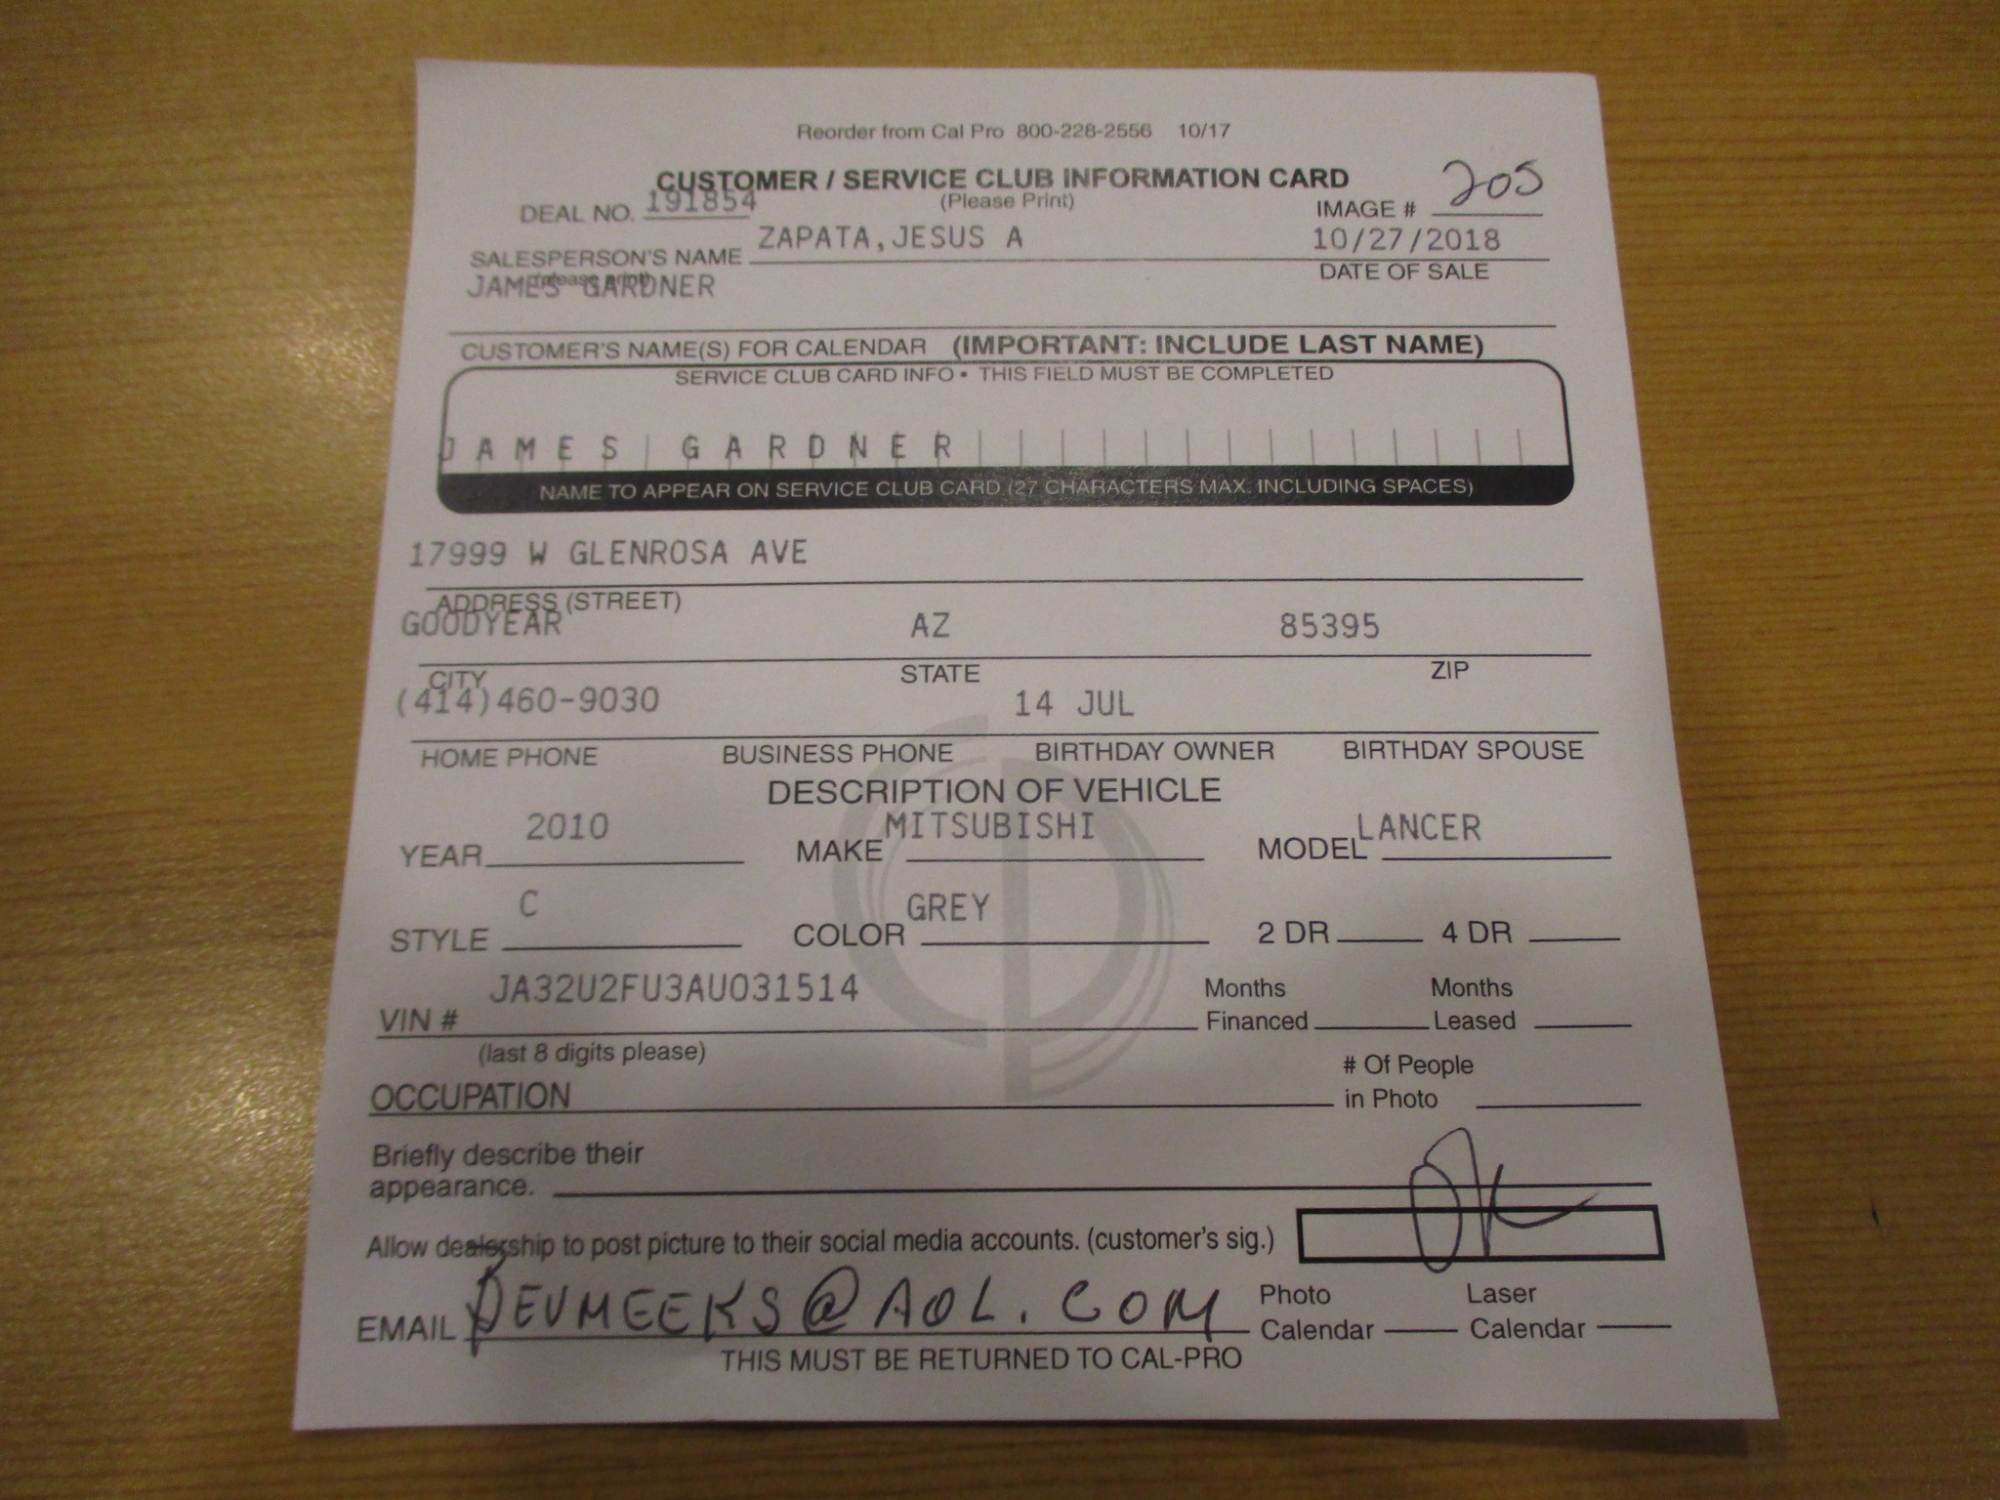 Reorder from Cal Pro 800-228-2556 10/17
CUSTOMER / SERVICE CLUB INFORMATION CARD
(Please Print)
DEAL NO. 191854
IMAGE # 205
SALESPERSON'S NAME ZAPATA,JESUS A 10/27/2018
(please print) DATE OF SALE
JAMES GARDNER
CUSTOMER'S NAME(S) FOR CALENDAR (IMPORTANT: INCLUDE LAST NAME)
SERVICE CLUB CARD INFO • THIS FIELD MUST BE COMPLETED
JAMES GARDNER
NAME TO APPEAR ON SERVICE CLUB CARD (27 CHARACTERS MAX. INCLUDING SPACES)
17999 W GLENROSA AVE
ADDRESS (STREET)
GOODYEAR AZ 85395
CITY STATE ZIP
(414)460-9030 14 JUL
HOME PHONE BUSINESS PHONE BIRTHDAY OWNER BIRTHDAY SPOUSE
DESCRIPTION OF VEHICLE
YEAR 2010 MAKE MITSUBISHI MODEL LANCER
STYLE C COLOR GREY 2 DR 4 DR
VIN # JA32U2FU3AU031514 Months Financed Months Leased
(last 8 digits please)
OCCUPATION # Of People in Photo
Briefly describe their
appearance.
Allow dealership to post picture to their social media accounts. (customer's sig.)
EMAIL DEVMEEKS@AOL.COM Photo Calendar Laser Calendar
THIS MUST BE RETURNED TO CAL-PRO